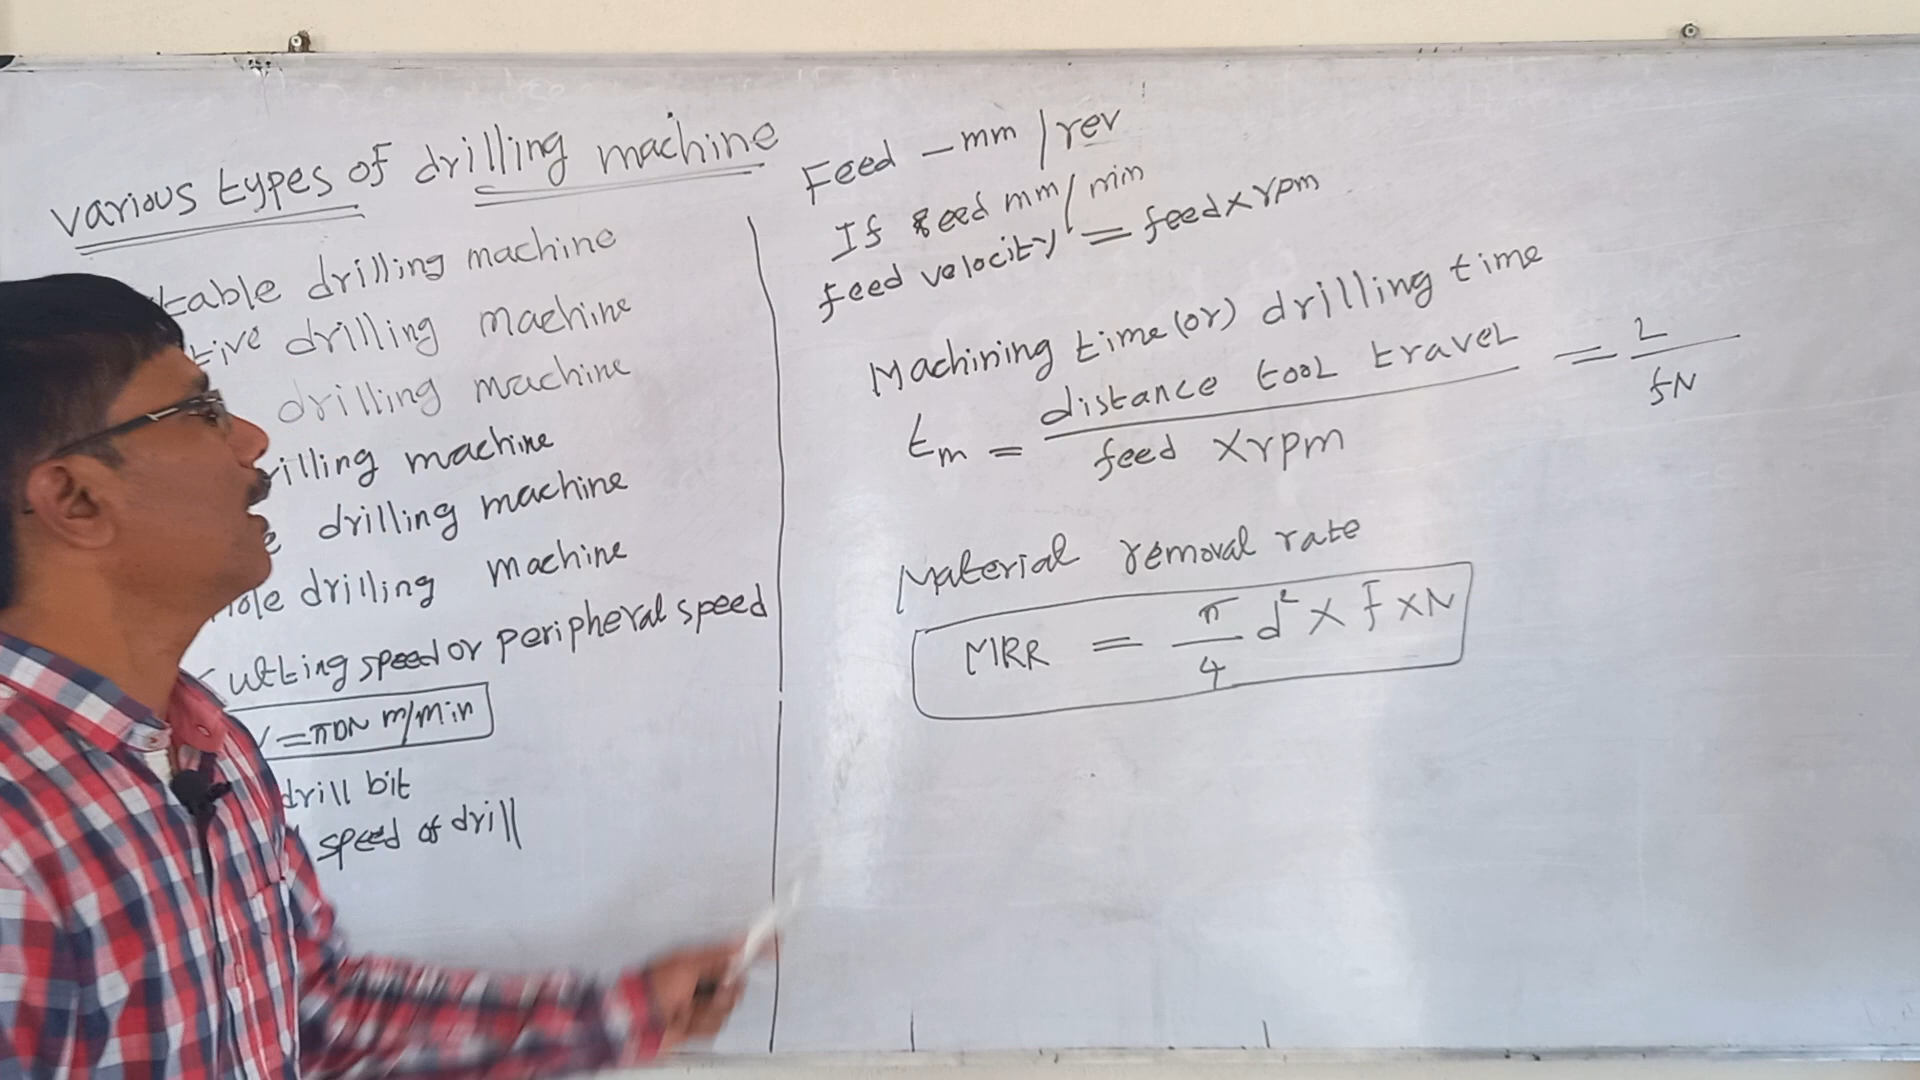 various types of drilling machine
table drilling machine
tive drilling machine
drilling machine
rilling machine
drilling machine
hole drilling machine
Cutting speed or peripheral speed
V = πDN m/min
drill bit
speed of drill
Feed - mm/rev
If feed mm/min
feed velocity = feed x rpm
Machining time (or) drilling time
tm = distance tool travel / feed x rpm = L / fN
Material removal rate
MRR = π/4 d² x f x N